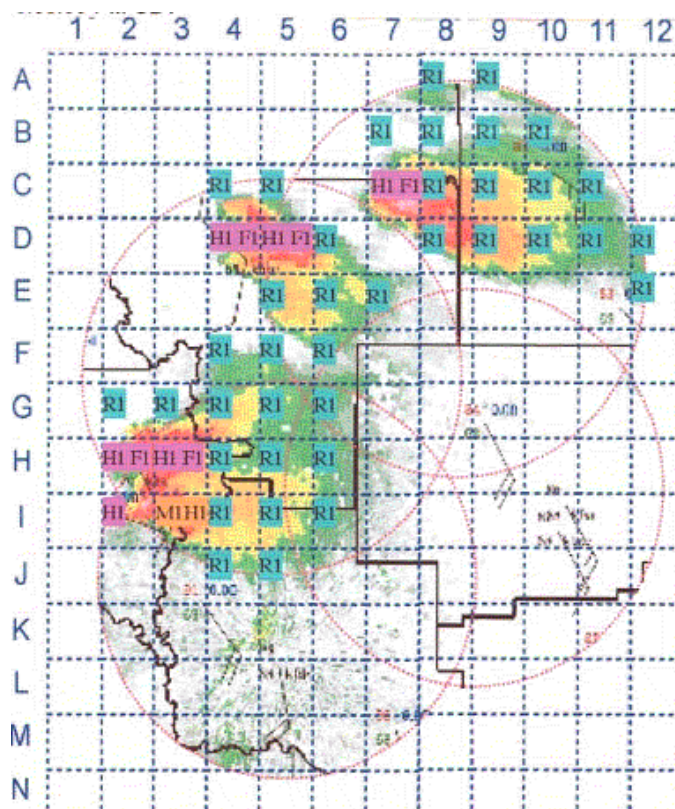 1 2 3 4 5 6 7 8 9 10 11 12
A R1 R1
B R1 R1 R1 R1
C R1 R1 H1 F1 R1 R1 R1 R1
D H1 F1 H1 F1 R1 R1 R1 R1 R1 R1
E R1 R1 R1 R1
F R1 R1 R1
G R1 R1 R1 R1 R1
H H1 F1 H1 F1 R1 R1 R1
I H1 M1H1 R1 R1 R1
J R1 R1
K
L
M
N